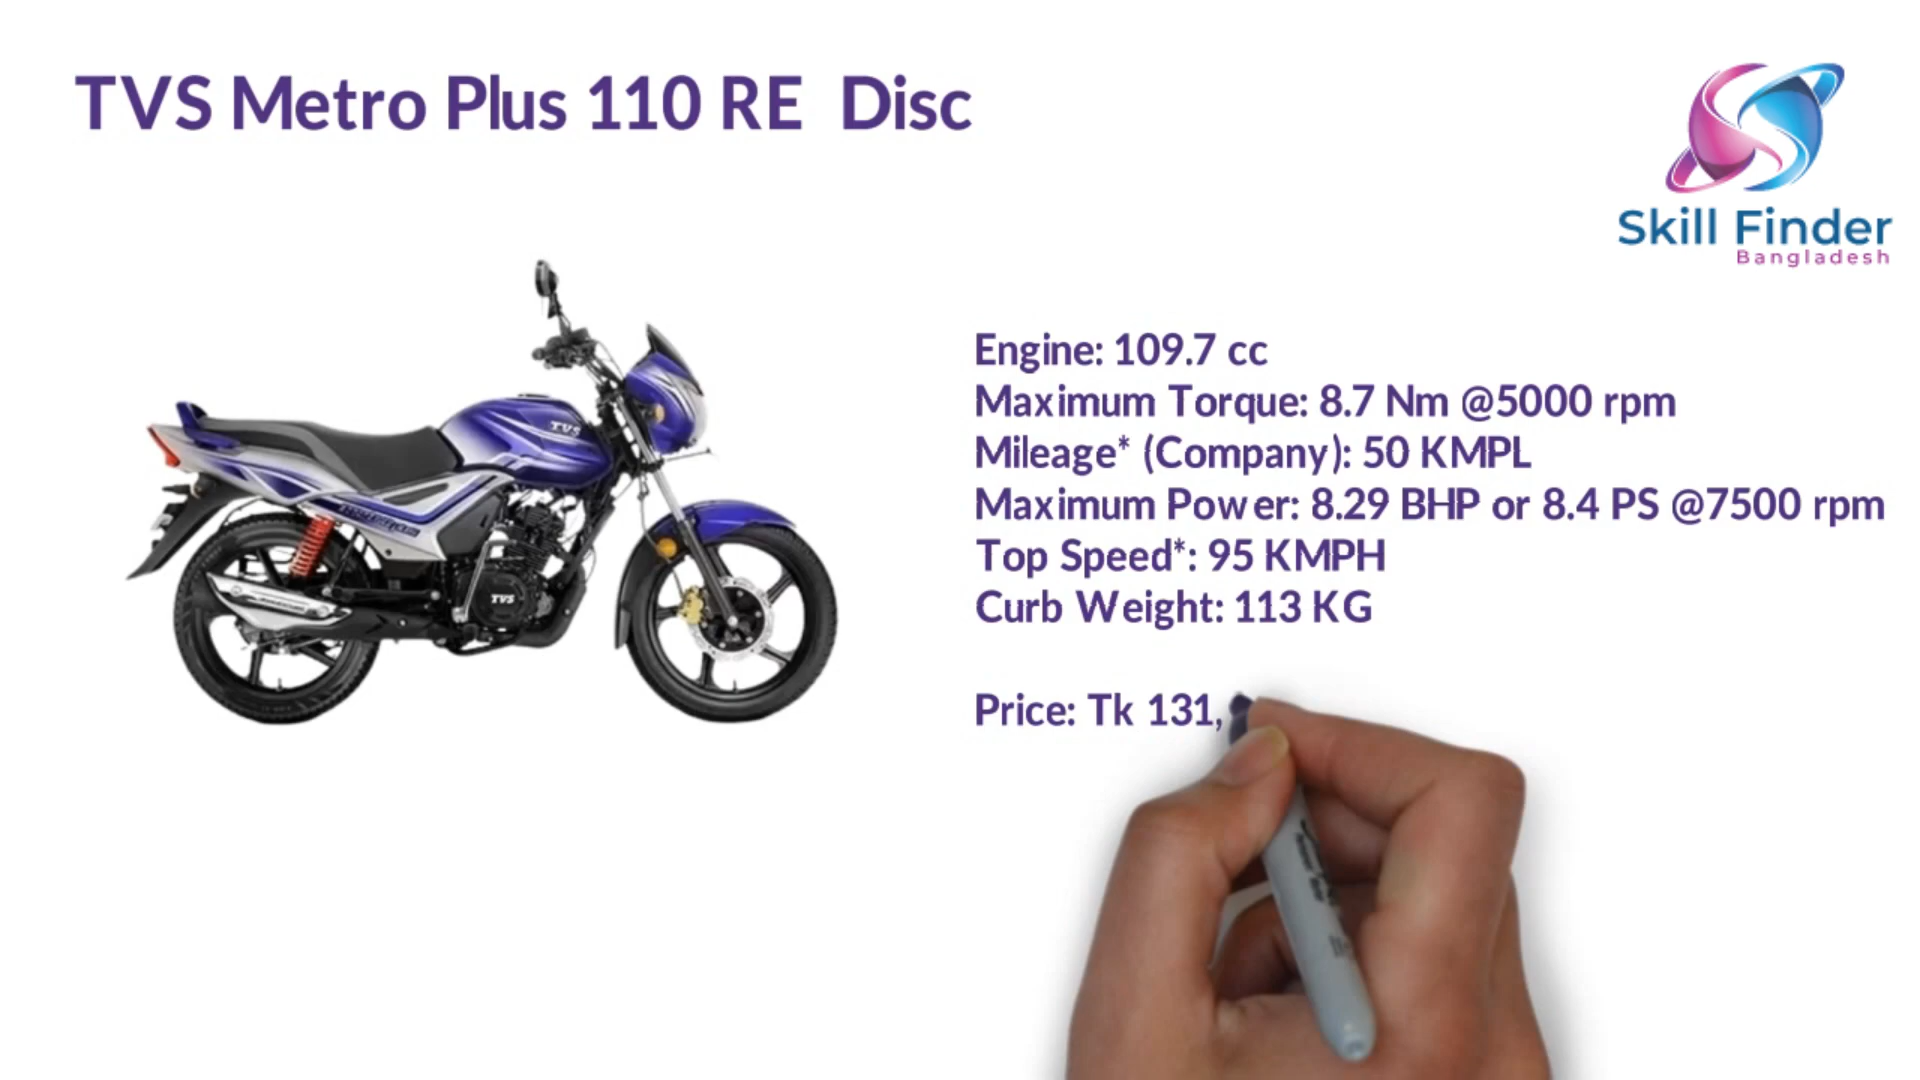 TVS Metro Plus 110 RE Disc
Skill Finder
Bangladesh
Engine: 109.7 cc
Maximum Torque: 8.7 Nm @5000 rpm
Mileage* (Company): 50 KMPL
Maximum Power: 8.29 BHP or 8.4 PS @7500 rpm
Top Speed*: 95 KMPH
Curb Weight: 113 KG
Price: Tk 131,
TVS
TVS